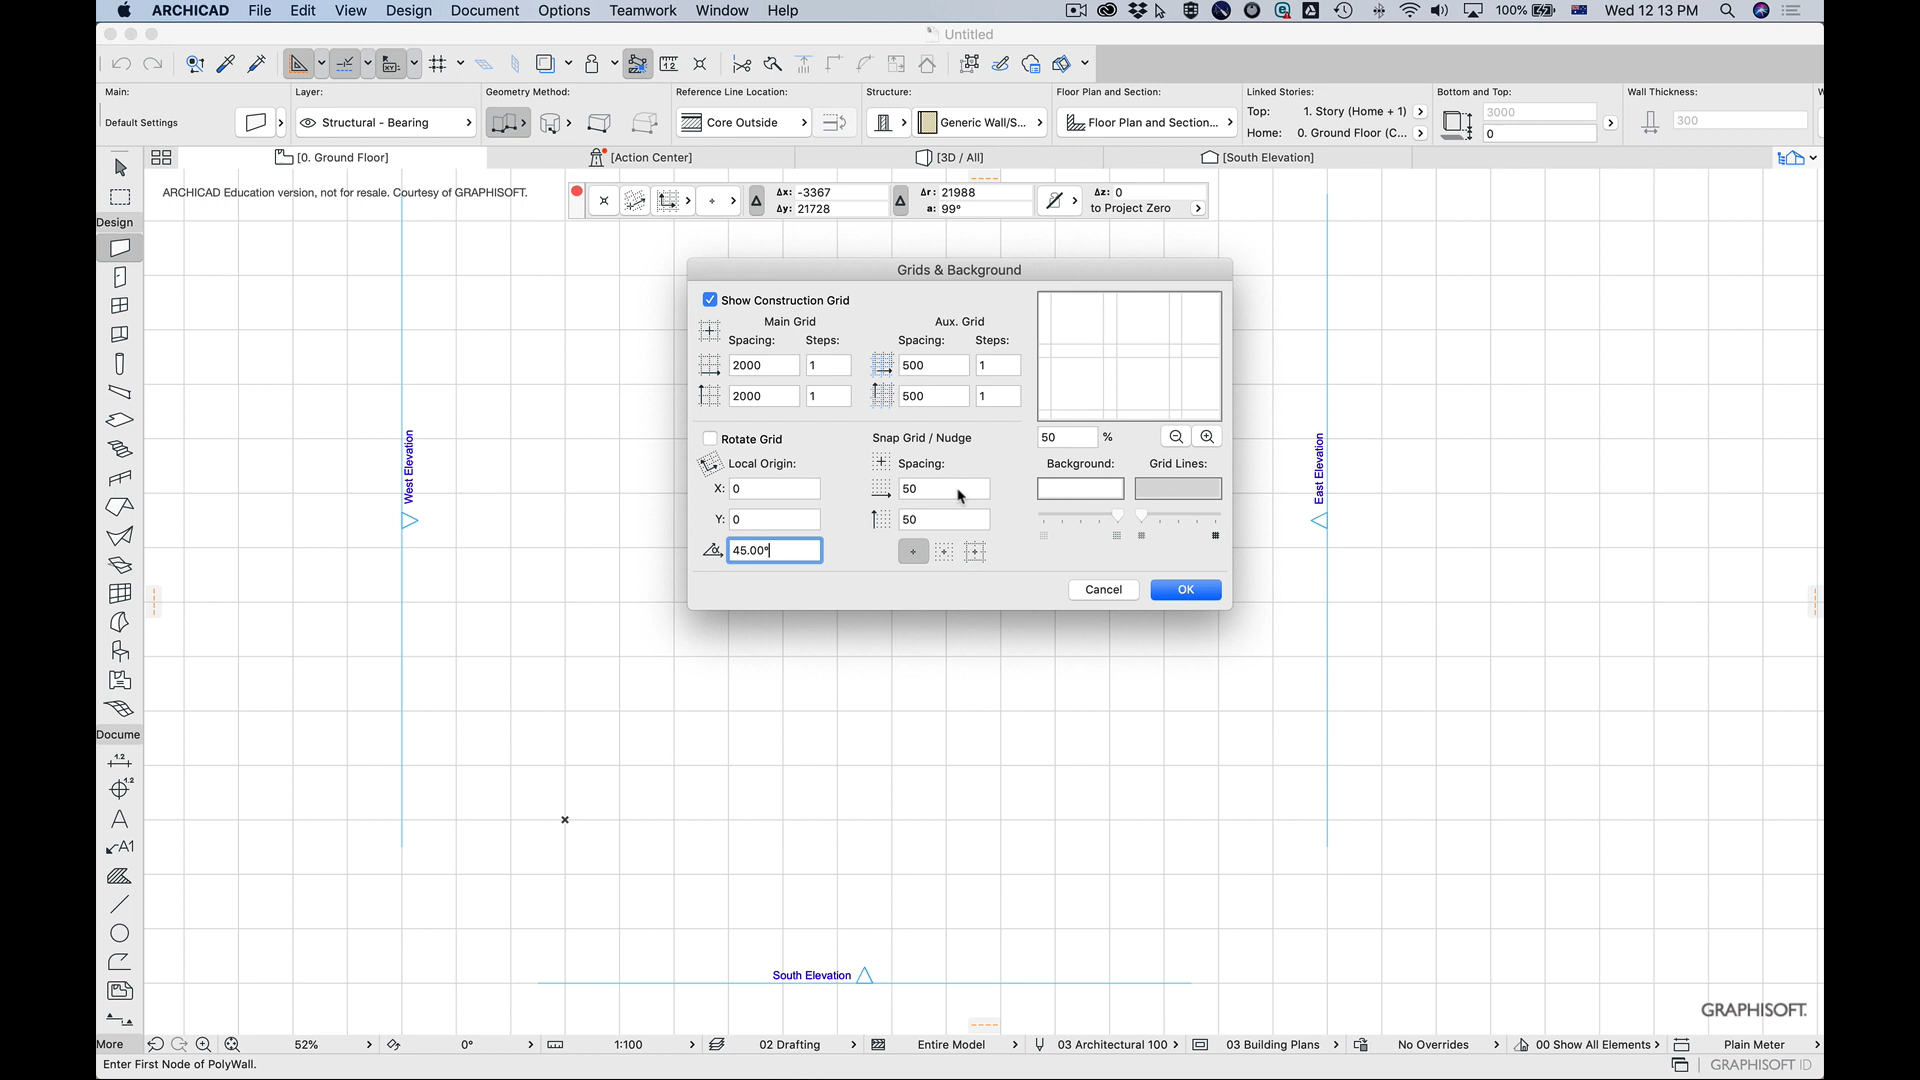 ARCHICAD File Edit View Design Document Options Teamwork Window Help 100% Wed 12 13 PM
Untitled
Main: Layer: Geometry Method: Reference Line Location: Structure: Floor Plan and Section: Linked Stories: Bottom and Top: Wall Thickness:
Top: 1. Story (Home + 1) 3000
Default Settings Structural - Bearing Core Outside Generic Wall/S... Floor Plan and Section... 300
Home: 0. Ground Floor (C... 0
[0. Ground Floor] [Action Center] [3D / All] [South Elevation]
ARCHICAD Education version, not for resale. Courtesy of GRAPHISOFT.
Δx: -3367 Δr: 21988 Δz: 0
Δy: 21728 a: 99° to Project Zero
Design
Grids & Background
Show Construction Grid
Main Grid Aux. Grid
Spacing: Steps: Spacing: Steps:
2000 1 500 1
2000 1 500 1
Rotate Grid Snap Grid / Nudge 50 %
Local Origin: Spacing: Background: Grid Lines:
X: 0 50
Y: 0 50
45.00°
Cancel OK
West Elevation
East Elevation
Docume
1.2
1.2
A
A1
South Elevation
GRAPHISOFT.
More 52% 0° 1:100 02 Drafting Entire Model 03 Architectural 100 03 Building Plans No Overrides 00 Show All Elements Plain Meter
Enter First Node of PolyWall. GRAPHISOFT ID